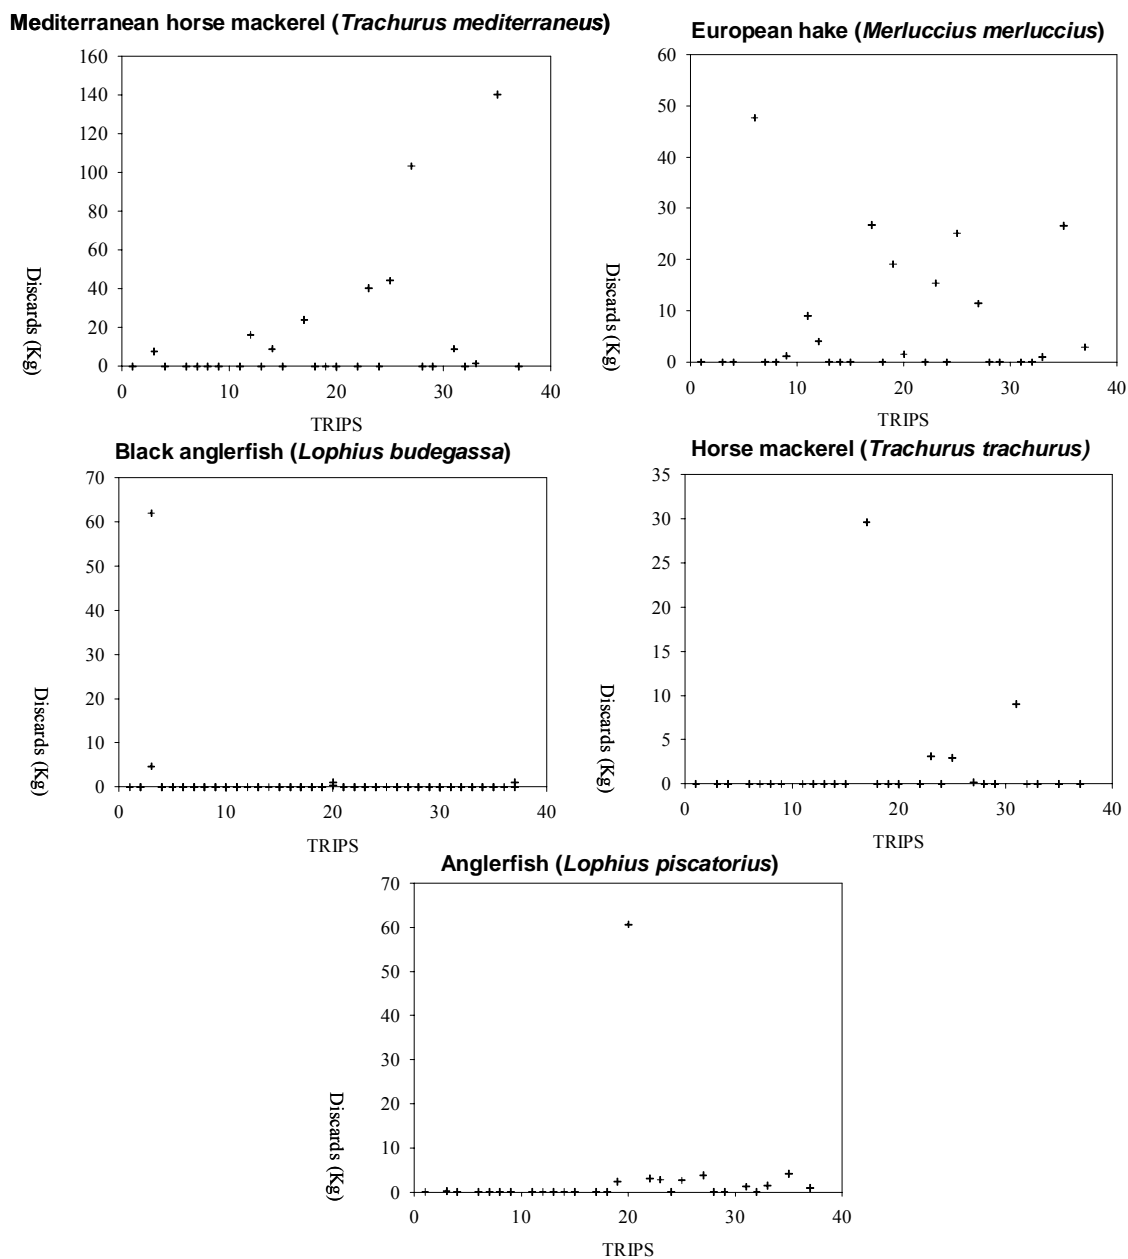 Mediterranean horse mackerel (Trachurus mediterraneus)
160
140
120
100
80
60
40
20
0
0 10 20 30 40
Discards (Kg)
TRIPS
European hake (Merluccius merluccius)
60
50
40
30
20
10
0
0 10 20 30 40
Discards (Kg)
TRIPS
Black anglerfish (Lophius budegassa)
70
60
50
40
30
20
10
0
0 10 20 30 40
Discards (Kg)
TRIPS
Horse mackerel (Trachurus trachurus)
35
30
25
20
15
10
5
0
0 10 20 30 40
Discards (Kg)
TRIPS
Anglerfish (Lophius piscatorius)
70
60
50
40
30
20
10
0
0 10 20 30 40
Discards (Kg)
TRIPS